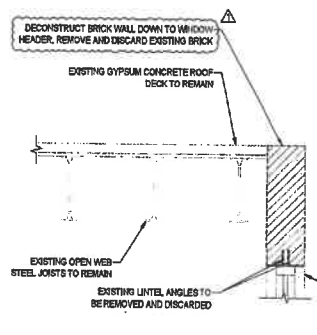 DECONSTRUCT BRICK WALL DOWN TO WINDOW
HEADER, REMOVE AND DISCARD EXISTING BRICK
EXISTING GYPSUM CONCRETE ROOF
DECK TO REMAIN
EXISTING OPEN WEB
STEEL JOISTS TO REMAIN
EXISTING LINTEL ANGLES TO
BE REMOVED AND DISCARDED